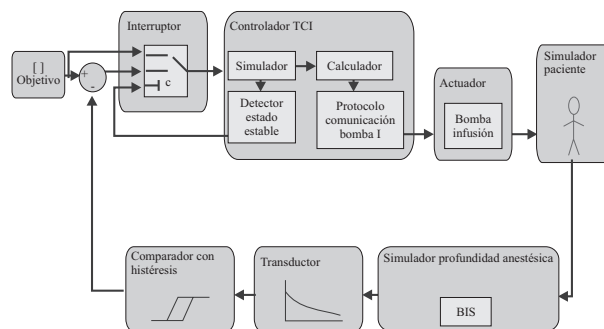 Interruptor
Controlador TCI
Simulador
paciente
[ ]
Objetivo
+
-
c
Simulador
Calculador
Detector
estado
estable
Protocolo
comunicación
bomba I
Actuador
Bomba
infusión
Comparador con
histéresis
Transductor
Simulador profundidad anestésica
BIS